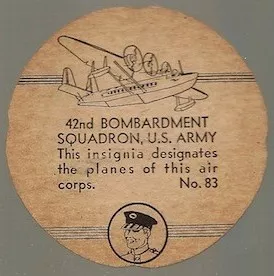 42nd BOMBARDMENT
SQUADRON, U.S. ARMY
This insignia designates
the planes of this air
corps. No. 83